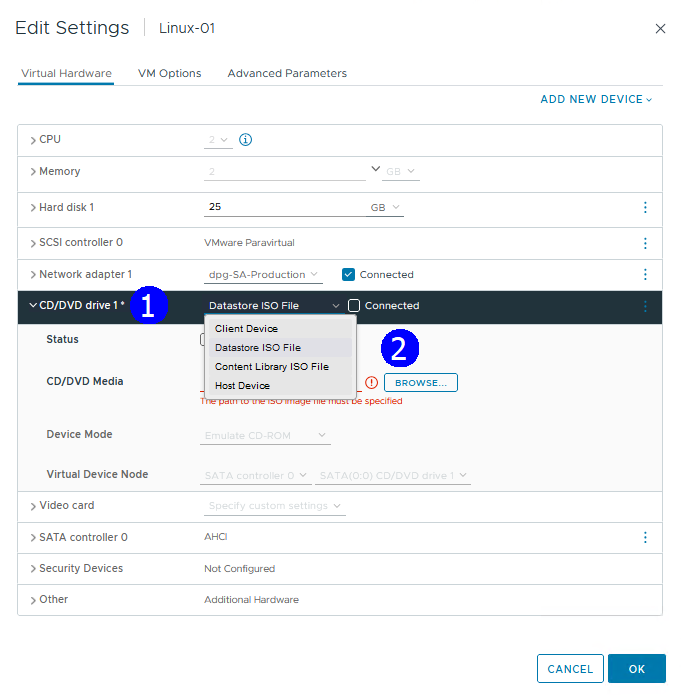 Edit Settings Linux-01
Virtual Hardware VM Options Advanced Parameters
ADD NEW DEVICE
CPU 2
Memory 2 GB
Hard disk 1 25 GB
SCSI controller 0 VMware Paravirtual
Network adapter 1 dpg-SA-Production Connected
CD/DVD drive 1 * 1 Datastore ISO File Connected
Client Device
Status
Datastore ISO File 2
Content Library ISO File
CD/DVD Media BROWSE...
Host Device
The path to the ISO image file must be specified
Device Mode Emulate CD-ROM
Virtual Device Node SATA controller 0 SATA(0:0) CD/DVD drive 1
Video card Specify custom settings
SATA controller 0 AHCI
Security Devices Not Configured
Other Additional Hardware
CANCEL OK